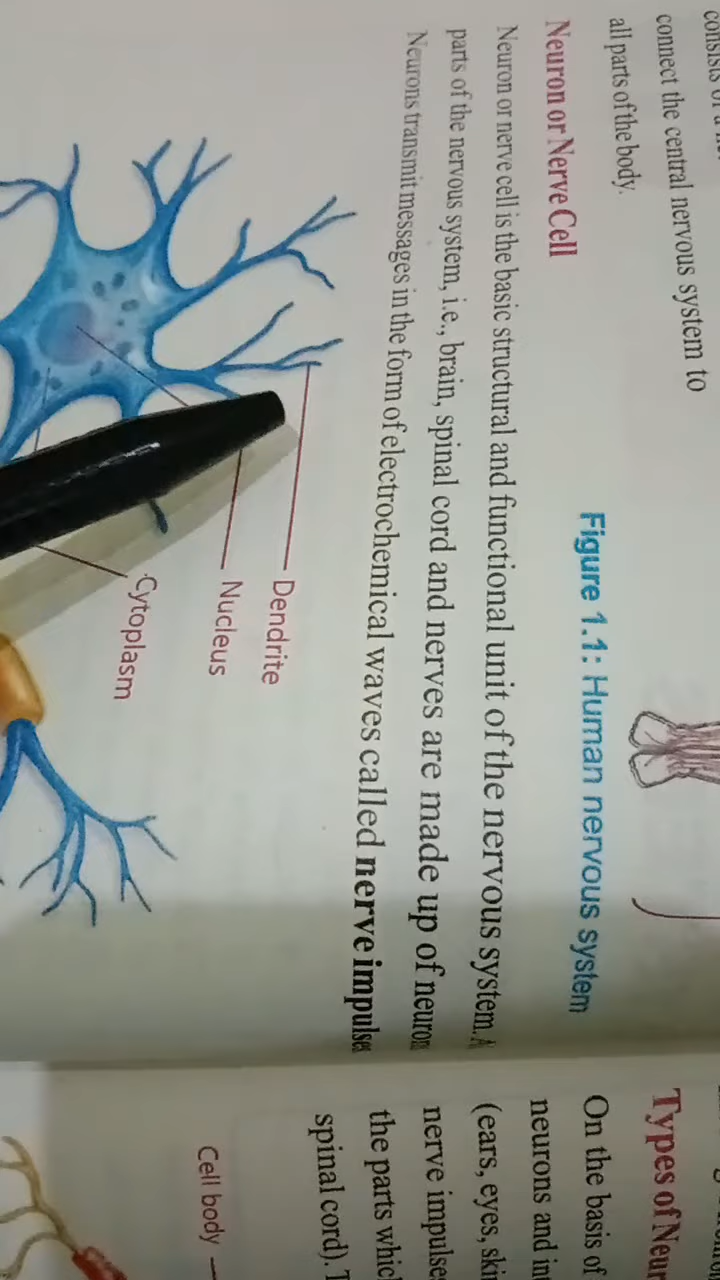 connect the central nervous system to
all parts of the body.
Figure 1.1: Human nervous system
Neuron or Nerve Cell
Neuron or nerve cell is the basic structural and functional unit of the nervous system.
parts of the nervous system, i.e., brain, spinal cord and nerves are made up of
Neurons transmit messages in the form of electrochemical waves called nerve impulses
Dendrite
Nucleus
Cytoplasm
Types of
On the basis of
neurons and
(ears, eyes,
nerve impulses
the parts
spinal cord).
Cell body